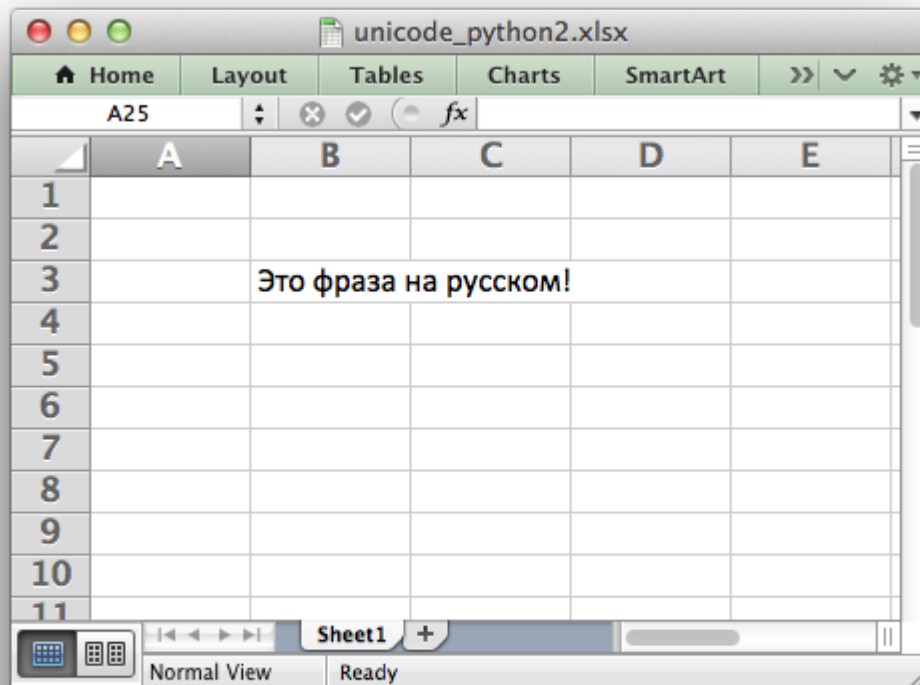 unicode_python2.xlsx
Home Layout Tables Charts SmartArt
A25 fx
A B C D E
1
2
3 Это фраза на русском!
4
5
6
7
8
9
10
11
Sheet1
Normal View Ready